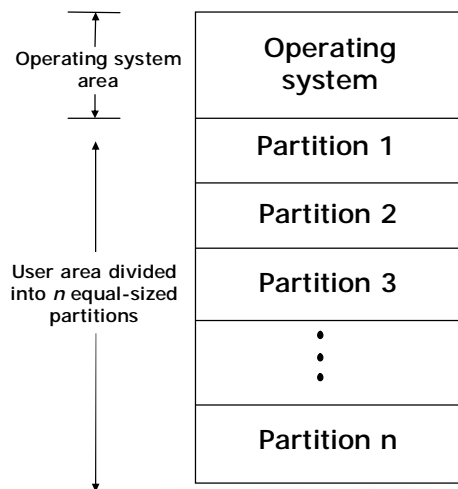 Operating system
area
Operating
system
Partition 1
Partition 2
User area divided
into n equal-sized
partitions
Partition 3
Partition n